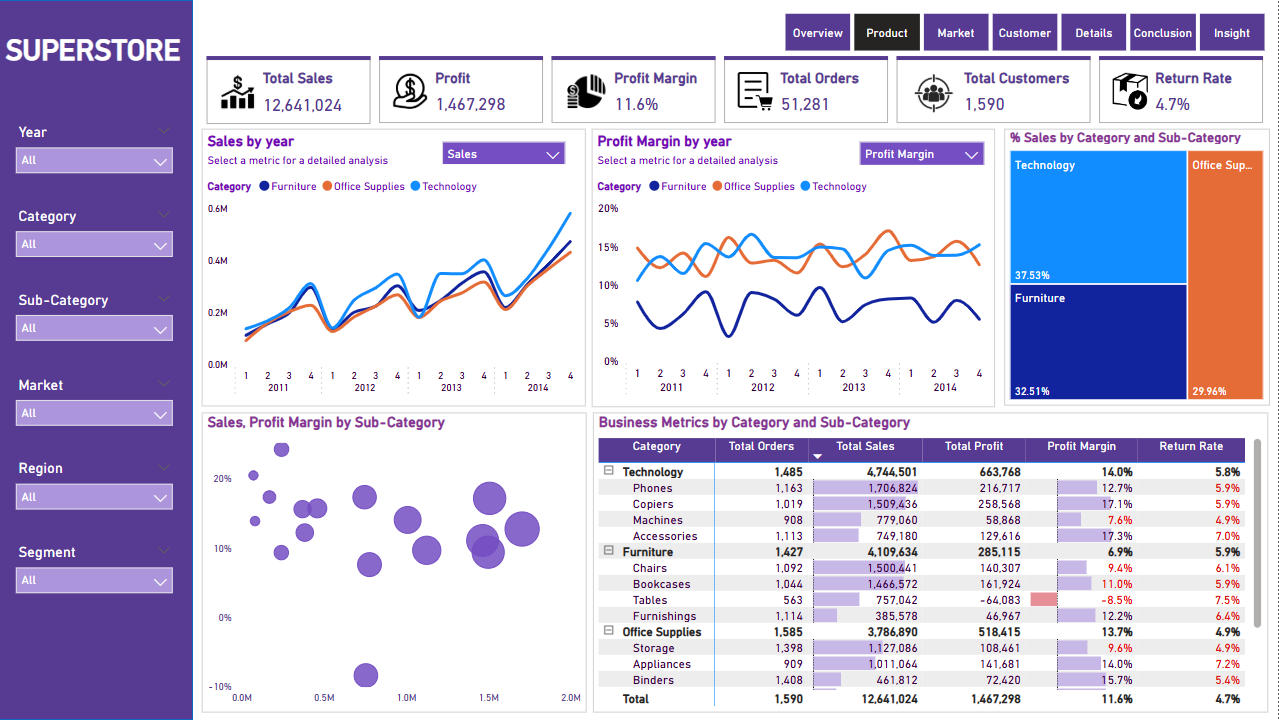 SUPERSTORE
Year
All
Category
All
Sub-Category
All
Market
All
Region
All
Segment
All
Overview Product Market Customer Details Conclusion Insight
Total Sales
12,641,024
Profit
1,467,298
Profit Margin
11.6%
Total Orders
51,281
Total Customers
1,590
Return Rate
4.7%
Sales by year
Select a metric for a detailed analysis
Sales
Category Furniture Office Supplies Technology
0.6M
0.4M
0.2M
0.0M
1 2 3 4 1 2 3 4 1 2 3 4 1 2 3 4
2011 2012 2013 2014
Profit Margin by year
Select a metric for a detailed analysis
Profit Margin
Category Furniture Office Supplies Technology
20%
15%
10%
5%
0%
1 2 3 4 1 2 3 4 1 2 3 4 1 2 3 4
2011 2012 2013 2014
% Sales by Category and Sub-Category
Technology
37.53%
Furniture
32.51%
Office Sup...
29.96%
Sales, Profit Margin by Sub-Category
20%
10%
0%
-10%
0.0M 0.5M 1.0M 1.5M 2.0M
Business Metrics by Category and Sub-Category
Category Total Orders Total Sales Total Profit Profit Margin Return Rate
Technology 1,485 4,744,501 663,768 14.0% 5.8%
Phones 1,163 1,706,824 216,717 12.7% 5.9%
Copiers 1,019 1,509,436 258,568 17.1% 5.9%
Machines 908 779,060 58,868 7.6% 4.9%
Accessories 1,113 749,180 129,616 17.3% 7.0%
Furniture 1,427 4,109,634 285,115 6.9% 5.9%
Chairs 1,092 1,500,441 140,307 9.4% 6.1%
Bookcases 1,044 1,466,572 161,924 11.0% 5.9%
Tables 563 757,042 -64,083 -8.5% 7.5%
Furnishings 1,114 385,578 46,967 12.2% 6.4%
Office Supplies 1,585 3,786,890 518,415 13.7% 4.9%
Storage 1,398 1,127,086 108,461 9.6% 4.9%
Appliances 909 1,011,064 141,681 14.0% 7.2%
Binders 1,408 461,812 72,420 15.7% 5.4%
Total 1,590 12,641,024 1,467,298 11.6% 4.7%